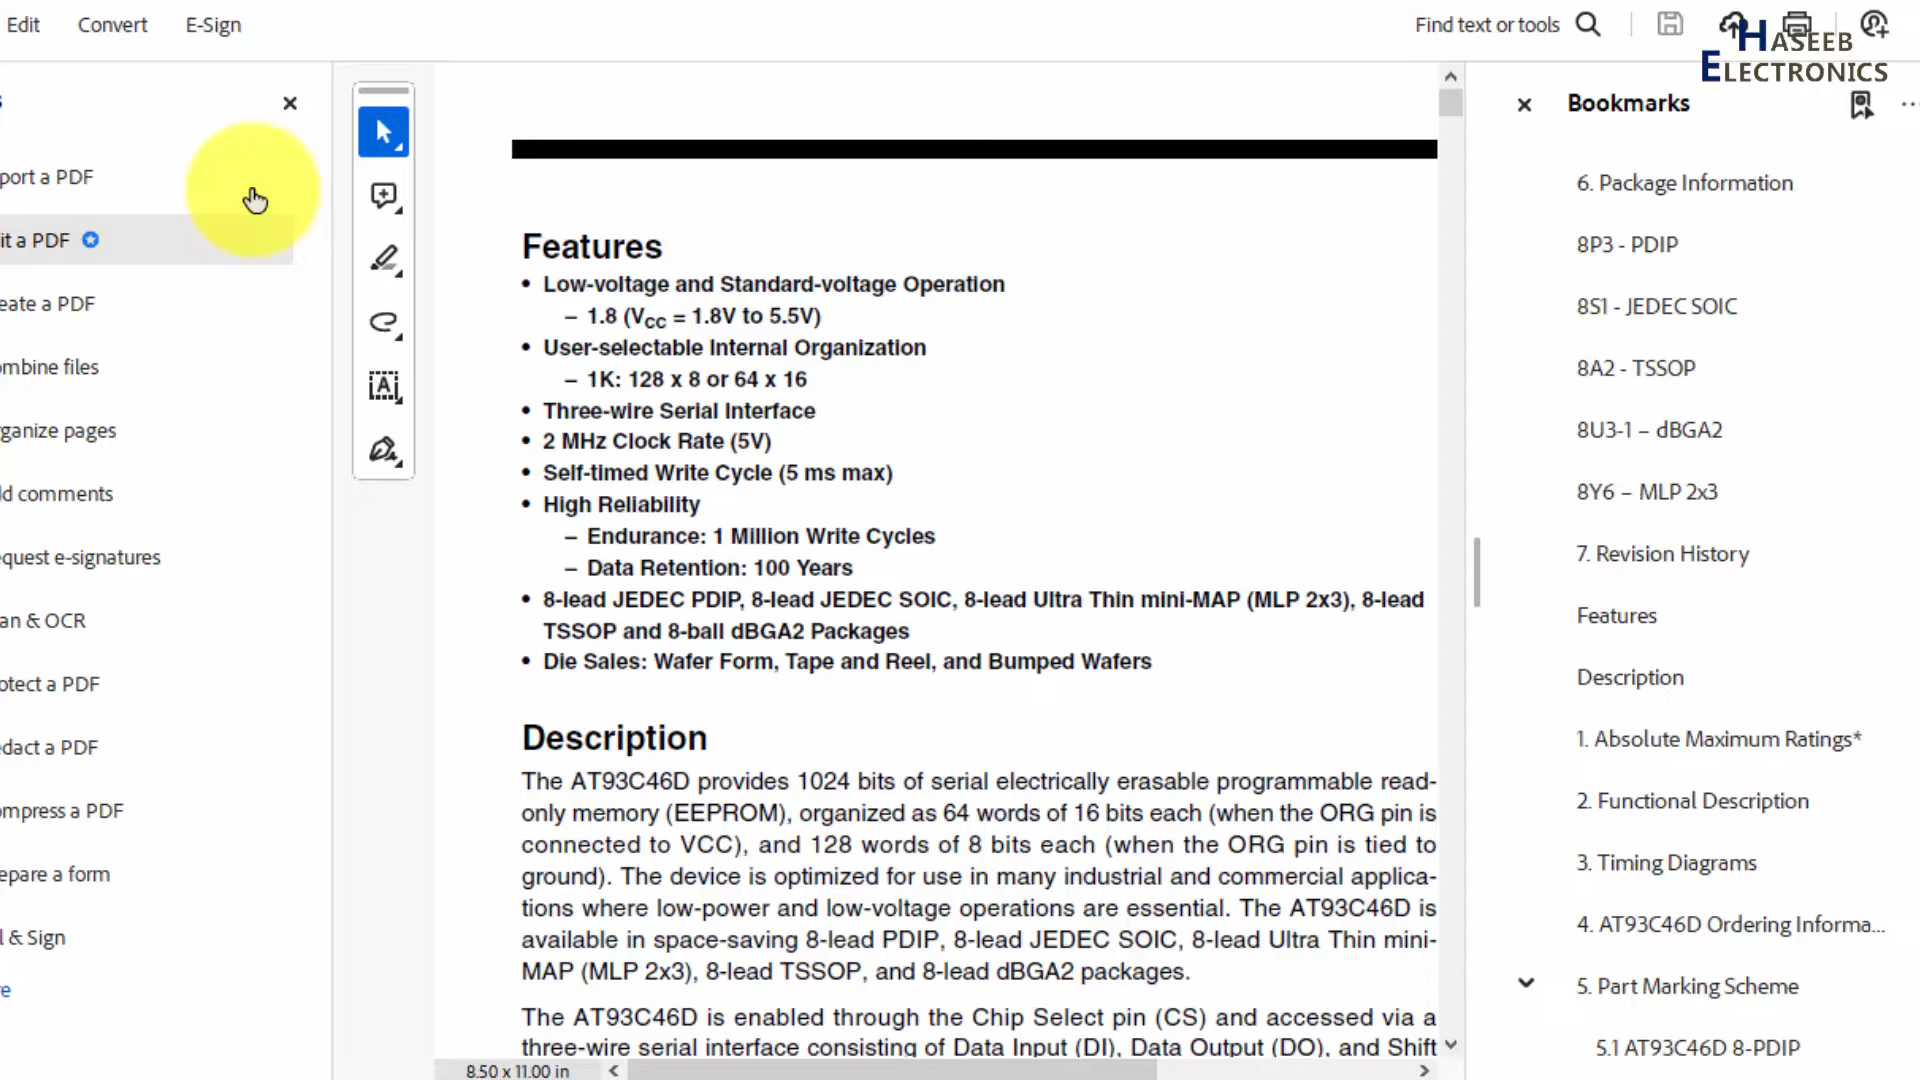 Edit Convert E-Sign Find text or tools
HASEEB
ELECTRONICS
port a PDF
it a PDF
eate a PDF
ombine files
rganize pages
dd comments
equest e-signatures
an & OCR
otect a PDF
edact a PDF
ompress a PDF
epare a form
l & Sign
re
Features
• Low-voltage and Standard-voltage Operation
– 1.8 (VCC = 1.8V to 5.5V)
• User-selectable Internal Organization
– 1K: 128 x 8 or 64 x 16
• Three-wire Serial Interface
• 2 MHz Clock Rate (5V)
• Self-timed Write Cycle (5 ms max)
• High Reliability
– Endurance: 1 Million Write Cycles
– Data Retention: 100 Years
• 8-lead JEDEC PDIP, 8-lead JEDEC SOIC, 8-lead Ultra Thin mini-MAP (MLP 2x3), 8-lead
TSSOP and 8-ball dBGA2 Packages
• Die Sales: Wafer Form, Tape and Reel, and Bumped Wafers
Description
The AT93C46D provides 1024 bits of serial electrically erasable programmable read-
only memory (EEPROM), organized as 64 words of 16 bits each (when the ORG pin is
connected to VCC), and 128 words of 8 bits each (when the ORG pin is tied to
ground). The device is optimized for use in many industrial and commercial applica-
tions where low-power and low-voltage operations are essential. The AT93C46D is
available in space-saving 8-lead PDIP, 8-lead JEDEC SOIC, 8-lead Ultra Thin mini-
MAP (MLP 2x3), 8-lead TSSOP, and 8-lead dBGA2 packages.
The AT93C46D is enabled through the Chip Select pin (CS) and accessed via a
three-wire serial interface consisting of Data Input (DI), Data Output (DO), and Shift
8.50 x 11.00 in
Bookmarks
6. Package Information
8P3 - PDIP
8S1 - JEDEC SOIC
8A2 - TSSOP
8U3-1 – dBGA2
8Y6 – MLP 2x3
7. Revision History
Features
Description
1. Absolute Maximum Ratings*
2. Functional Description
3. Timing Diagrams
4. AT93C46D Ordering Informa...
5. Part Marking Scheme
5.1 AT93C46D 8-PDIP